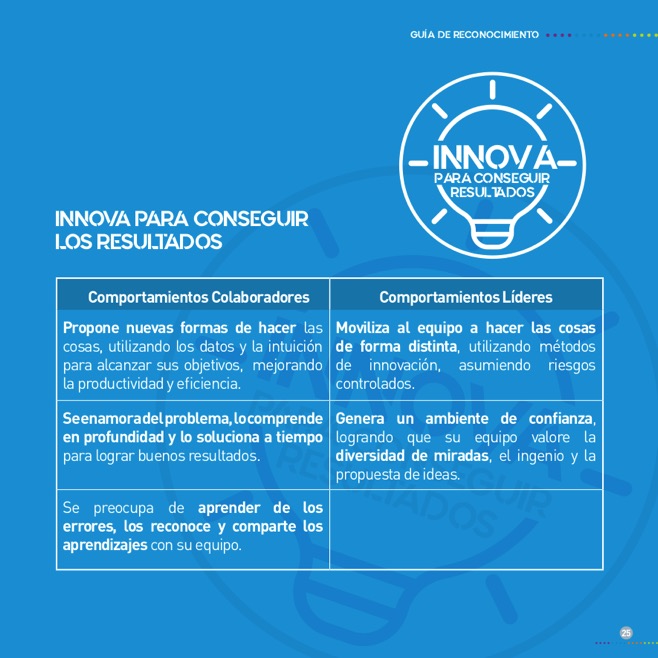 GUÍA DE RECONOCIMIENTO
INNOVA
PARA CONSEGUIR
RESULTADOS
INNOVA PARA CONSEGUIR
LOS RESULTADOS
Comportamientos Colaboradores
Propone nuevas formas de hacer las
cosas, utilizando los datos y la intuición
para alcanzar sus objetivos, mejorando
la productividad y eficiencia.
Se enamora del problema, lo comprende
en profundidad y lo soluciona a tiempo
para lograr buenos resultados.
Se preocupa de aprender de los
errores, los reconoce y comparte los
aprendizajes con su equipo.
Comportamientos Líderes
Moviliza al equipo a hacer las cosas
de forma distinta, utilizando métodos
de innovación, asumiendo riesgos
controlados.
Genera un ambiente de confianza,
logrando que su equipo valore la
diversidad de miradas, el ingenio y la
propuesta de ideas.
INNOVA
PARA CONSEGUIR
RESULTADOS
25